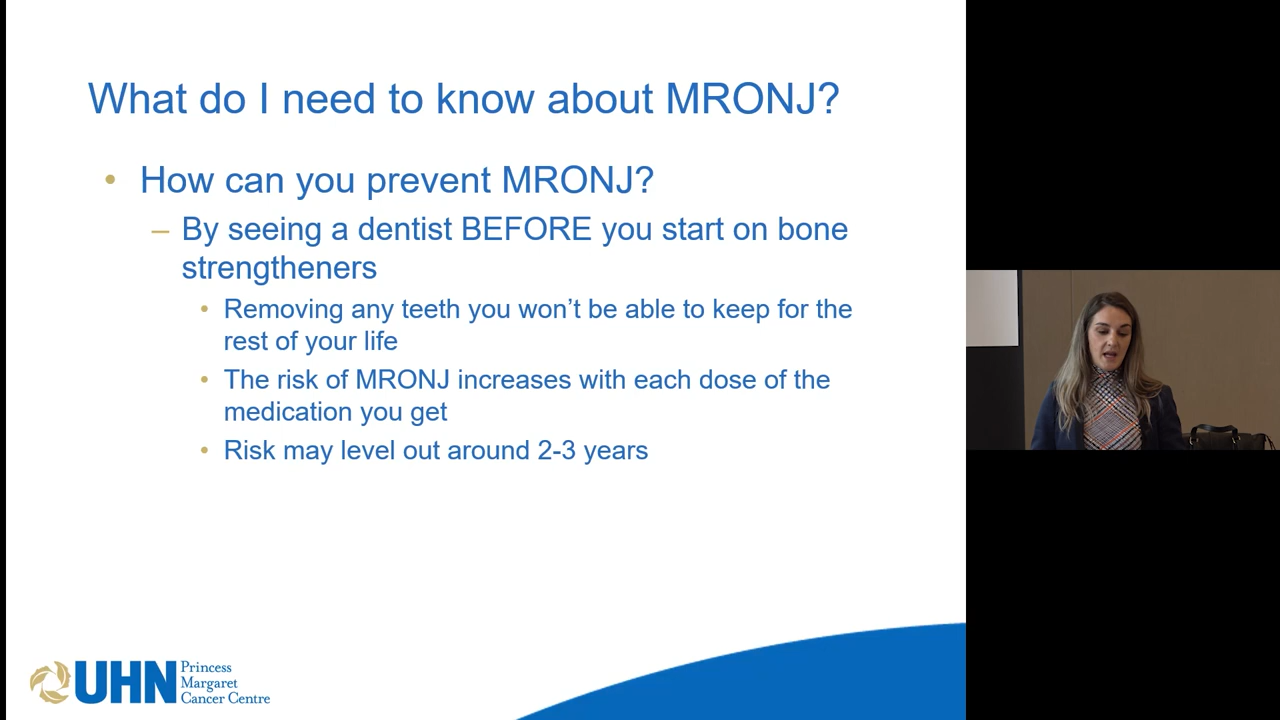 What do I need to know about MRONJ?
• How can you prevent MRONJ?
– By seeing a dentist BEFORE you start on bone
strengtheners
• Removing any teeth you won’t be able to keep for the
rest of your life
• The risk of MRONJ increases with each dose of the
medication you get
• Risk may level out around 2-3 years
UHN
Princess
Margaret
Cancer Centre